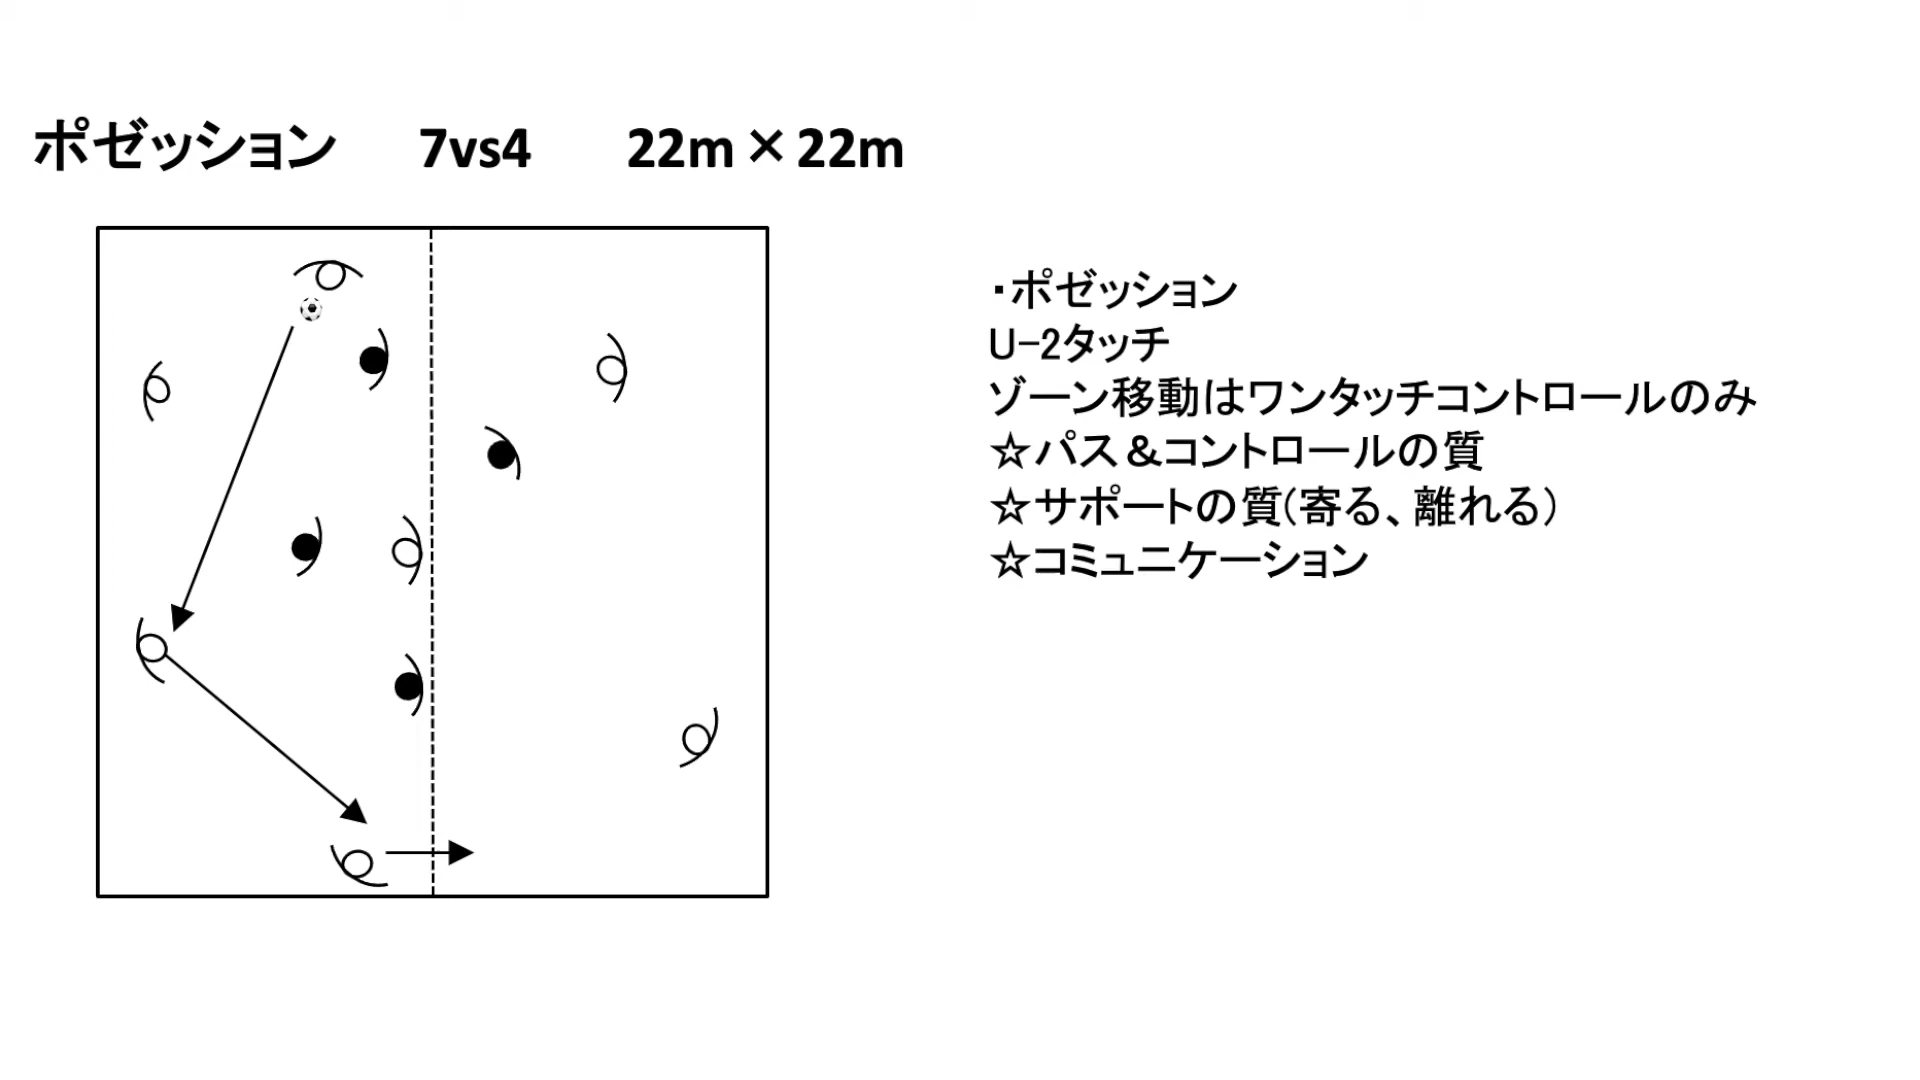 ポゼッション 7vs4 22m×22m
・ポゼッション
U-2タッチ
ゾーン移動はワンタッチコントロールのみ
☆パス＆コントロールの質
☆サポートの質(寄る、離れる)
☆コミュニケーション